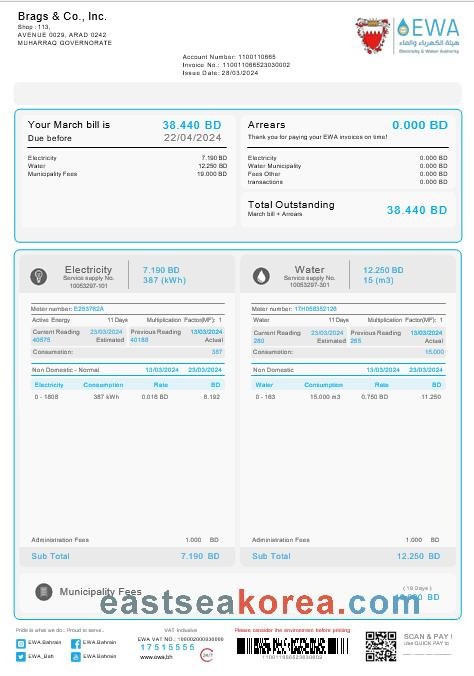 Brags & Co., Inc.
Shop : 113,
AVENUE 0029, ARAD 0242
MUHARRAQ GOVERNORATE
EWA
هيئة الكهرباء والماء
Electricity & Water Authority
Account Number: 1100110665
Invoice No.: 110011066523030002
Issue Date: 28/03/2024
Your March bill is 38.440 BD
Due before 22/04/2024
Electricity 7.190 BD
Water 12.250 BD
Municipality Fees 19.000 BD
Arrears 0.000 BD
Thank you for paying your EWA invoices on time!
Electricity 0.000 BD
Water Municipality 0.000 BD
Fees Other 0.000 BD
transactions 0.000 BD
Total Outstanding
March bill + Arrears 38.440 BD
Electricity 7.190 BD
Service supply No. 387 (kWh)
10053297-101
Meter number: E253762A
Active Energy 11 Days Multiplication Factor(MF): 1
Current Reading 23/03/2024 Previous Reading 13/03/2024
40575 Estimated 40188 Actual
Consumption: 387
Non Domestic - Normal 13/03/2024 23/03/2024
Electricity Consumption Rate BD
0 - 1808 387 kWh 0.016 BD 6.192
Administration Fees 1.000 BD
Sub Total 7.190 BD
Water 12.250 BD
Service supply No. 15 (m3)
10053297-301
Meter number: 17H058352126
Water 11 Days Multiplication Factor(MF): 1
Current Reading 23/03/2024 Previous Reading 13/03/2024
280 Estimated 265 Actual
Consumption: 15.000
Non Domestic 13/03/2024 23/03/2024
Water Consumption Rate BD
0 - 163 15.000 m3 0.750 BD 11.250
Administration Fees 1.000 BD
Sub Total 12.250 BD
Municipality Fees
( 19 Days )
eastseakorea.com
Pride is what we do.. Proud to serve..
EWA.Bahrain
EWA.Bahrain
EWA_Bah
EWA Bahrain
VAT Inclusive
17515555
www.ewa.bh
24/7
Please consider the environment before printing
SCAN & PAY !
Use QUICK PAY to